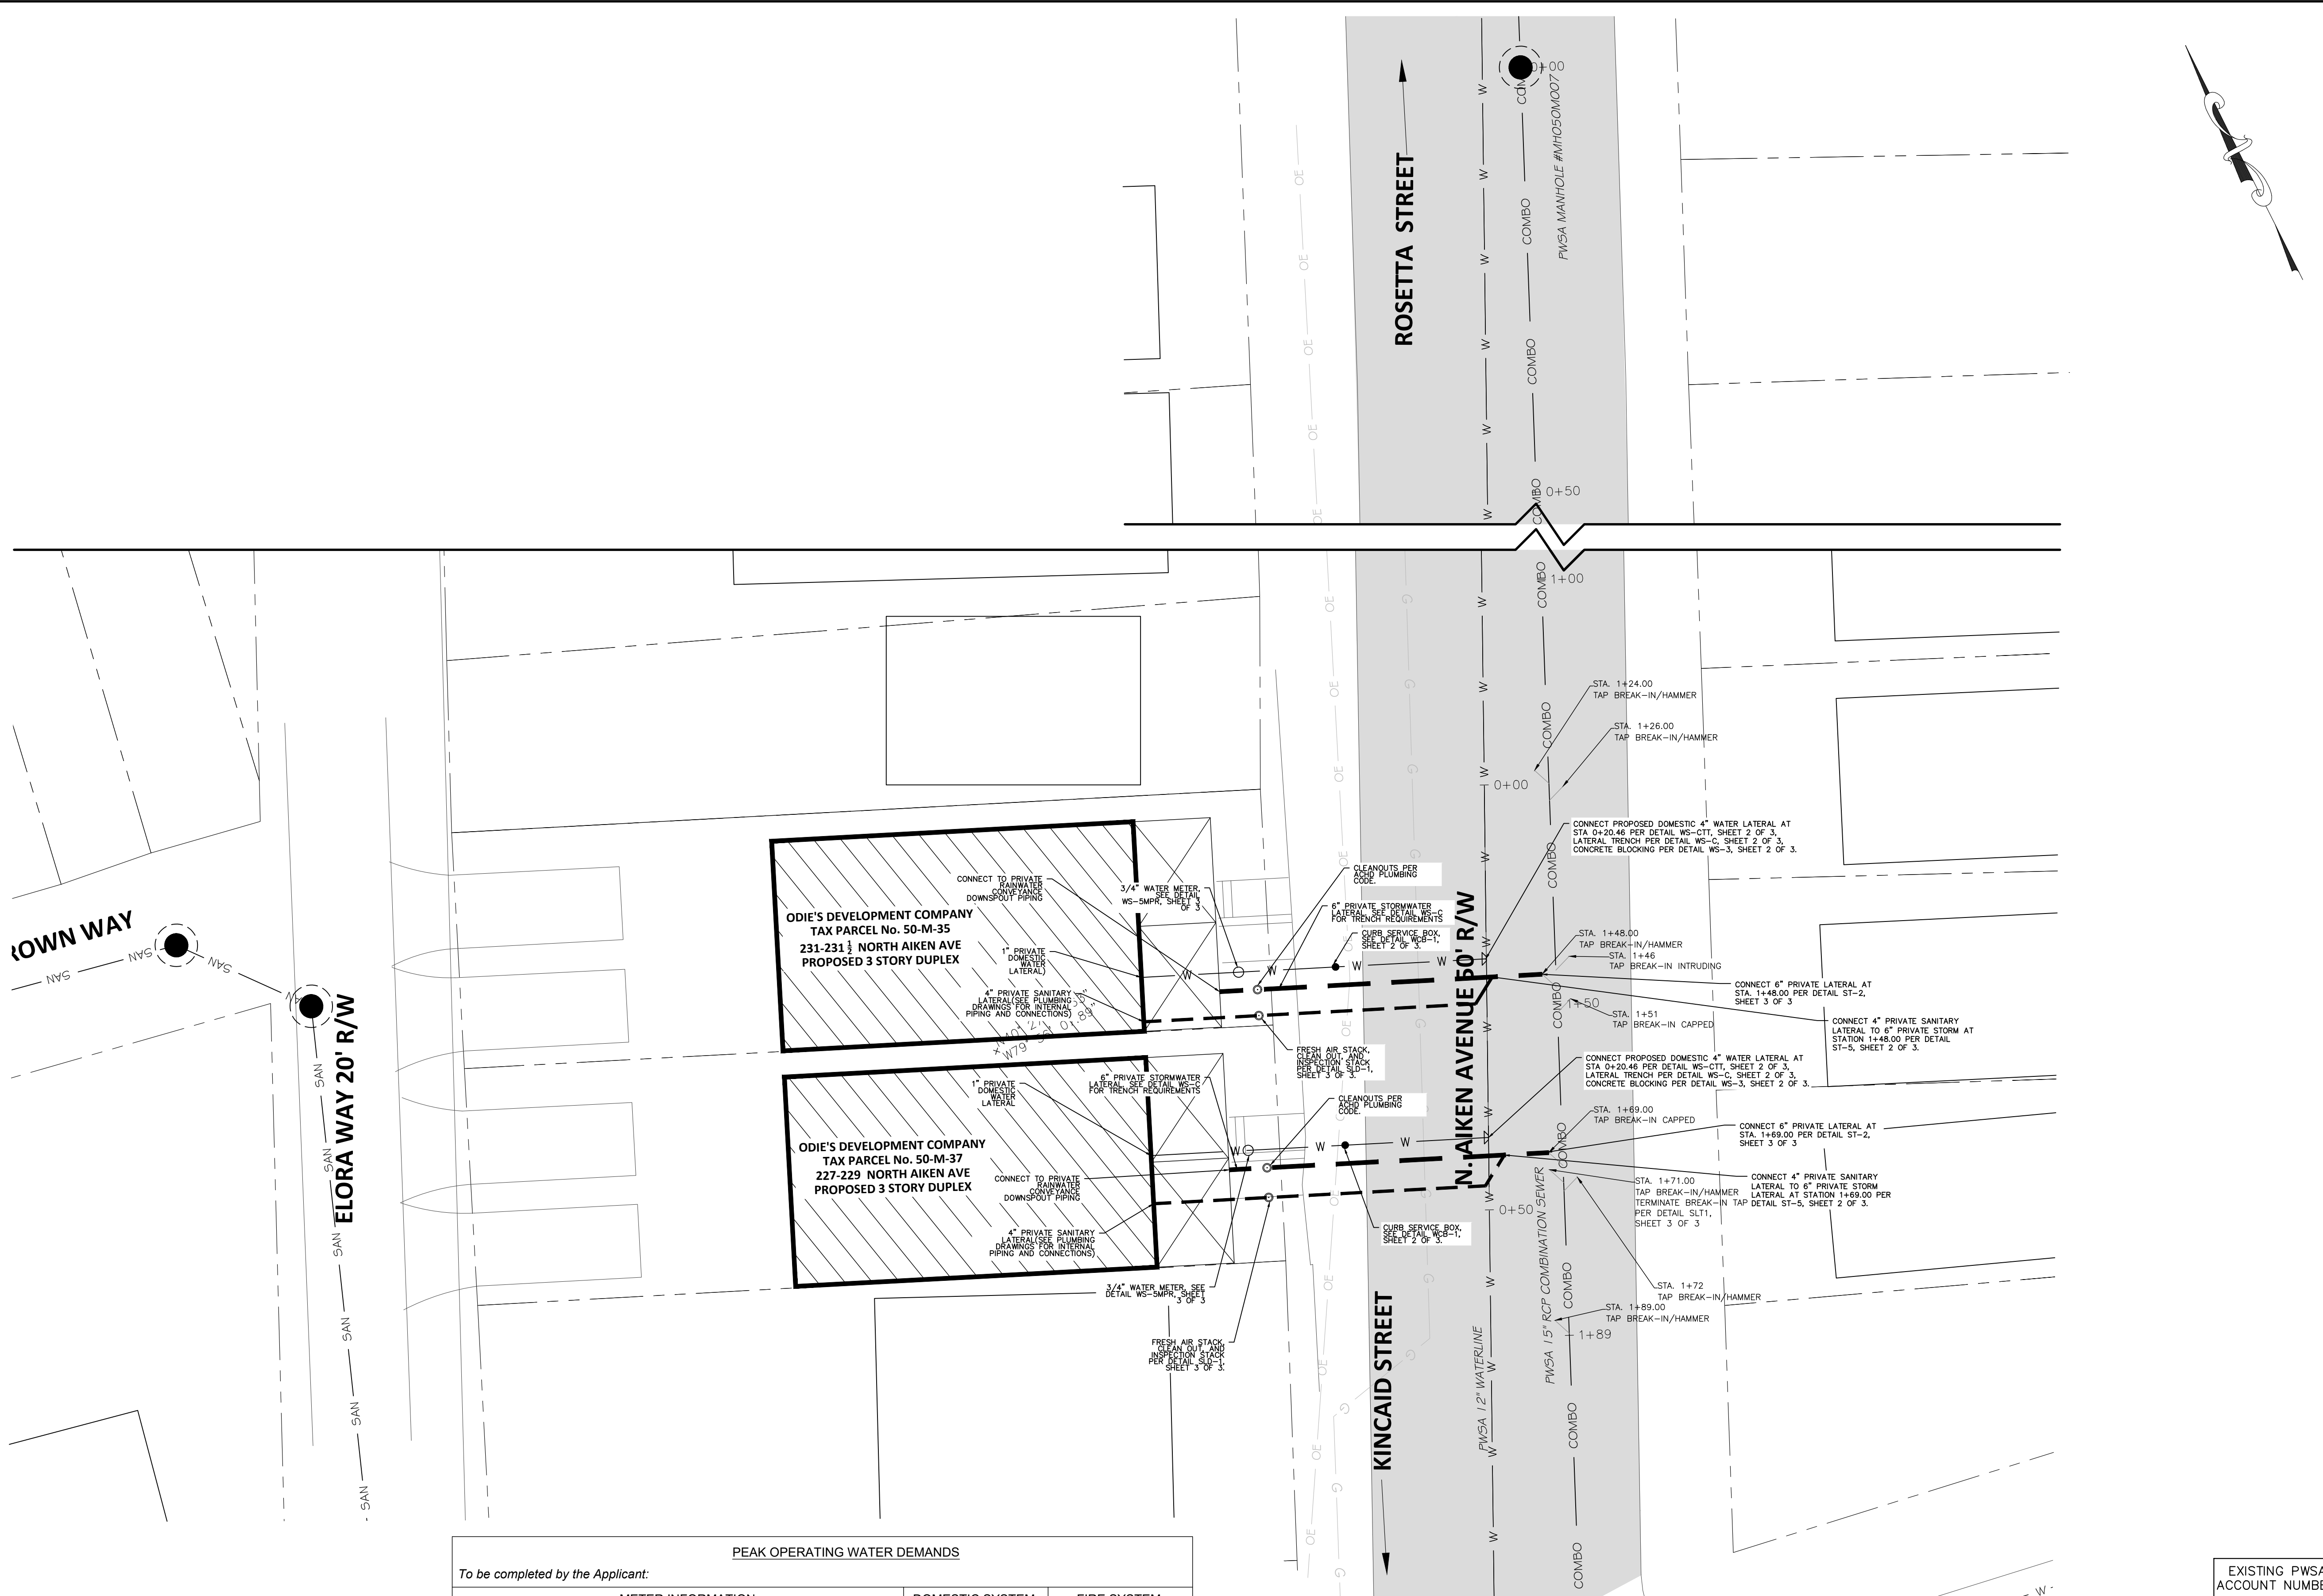 0+00
COMBO
PWSA MANHOLE #MH050M007
ROSETTA STREET
W
OE
COMBO
COMBO
COMBO
0+50
COMBO
1+00
COMBO
G
STA. 1+24.00
TAP BREAK-IN/HAMMER
STA. 1+26.00
TAP BREAK-IN/HAMMER
COMBO
0+00
CONNECT PROPOSED DOMESTIC 4" WATER LATERAL AT
STA 0+20.46 PER DETAIL WS-CTT, SHEET 2 OF 3,
LATERAL TRENCH PER DETAIL WS-C, SHEET 2 OF 3,
CONCRETE BLOCKING PER DETAIL WS-3, SHEET 2 OF 3.
CLEANOUTS PER
ACHD PLUMBING
CODE.
CONNECT TO PRIVATE
RAINWATER
CONVEYANCE
DOWNSPOUT PIPING
3/4" WATER METER,
SEE DETAIL
WS-5MPR, SHEET 3
OF 3
6" PRIVATE STORMWATER
LATERAL, SEE DETAIL WS-C
FOR TRENCH REQUIREMENTS
CURB SERVICE BOX,
SEE DETAIL WCB-1,
SHEET 2 OF 3.
ODIE'S DEVELOPMENT COMPANY
TAX PARCEL No. 50-M-35
231-231 1/2 NORTH AIKEN AVE
PROPOSED 3 STORY DUPLEX
1" PRIVATE
DOMESTIC
WATER
LATERAL)
4" PRIVATE SANITARY
LATERAL(SEE PLUMBING
DRAWINGS FOR INTERNAL
PIPING AND CONNECTIONS)
ROWN WAY
SAN
SAN
SAN
ELORA WAY 20' R/W
N. AIKEN AVENUE 50' R/W
STA. 1+48.00
TAP BREAK-IN/HAMMER
STA. 1+46
TAP BREAK-IN INTRUDING
CONNECT 6" PRIVATE LATERAL AT
STA. 1+48.00 PER DETAIL ST-2,
SHEET 3 OF 3
1+50
STA. 1+51
TAP BREAK-IN CAPPED
CONNECT 4" PRIVATE SANITARY
LATERAL TO 6" PRIVATE STORM AT
STATION 1+48.00 PER DETAIL
ST-5, SHEET 2 OF 3.
FRESH AIR STACK,
CLEAN OUT, AND
INSPECTION STACK
PER DETAIL SLD-1,
SHEET 3 OF 3.
CONNECT PROPOSED DOMESTIC 4" WATER LATERAL AT
STA 0+20.46 PER DETAIL WS-CTT, SHEET 2 OF 3,
LATERAL TRENCH PER DETAIL WS-C, SHEET 2 OF 3,
CONCRETE BLOCKING PER DETAIL WS-3, SHEET 2 OF 3.
6" PRIVATE STORMWATER
LATERAL, SEE DETAIL WS-C
FOR TRENCH REQUIREMENTS
1" PRIVATE
DOMESTIC
WATER
LATERAL
CLEANOUTS PER
ACHD PLUMBING
CODE.
STA. 1+69.00
TAP BREAK-IN CAPPED
CONNECT 6" PRIVATE LATERAL AT
STA. 1+69.00 PER DETAIL ST-2,
SHEET 3 OF 3
ODIE'S DEVELOPMENT COMPANY
TAX PARCEL No. 50-M-37
227-229 NORTH AIKEN AVE
PROPOSED 3 STORY DUPLEX
CONNECT TO PRIVATE
RAINWATER
CONVEYANCE
DOWNSPOUT PIPING
STA. 1+71.00
TAP BREAK-IN/HAMMER
TERMINATE BREAK-IN TAP
PER DETAIL SLT1,
SHEET 3 OF 3
CONNECT 4" PRIVATE SANITARY
LATERAL TO 6" PRIVATE STORM
LATERAL AT STATION 1+69.00 PER
DETAIL ST-5, SHEET 2 OF 3.
0+50
4" PRIVATE SANITARY
LATERAL(SEE PLUMBING
DRAWINGS FOR INTERNAL
PIPING AND CONNECTIONS)
CURB SERVICE BOX,
SEE DETAIL WCB-1,
SHEET 2 OF 3.
3/4" WATER METER, SEE
DETAIL WS-5MPR, SHEET
3 OF 3
STA. 1+72
TAP BREAK-IN/HAMMER
STA. 1+89.00
TAP BREAK-IN/HAMMER
1+89
FRESH AIR STACK,
CLEAN OUT, AND
INSPECTION STACK
PER DETAIL SLD-1,
SHEET 3 OF 3.
KINCAID STREET
PWSA 12" WATERLINE
PWSA 15" RCP COMBINATION SEWER
COMBO
COMBO
COMBO
PEAK OPERATING WATER DEMANDS
To be completed by the Applicant:
METER INFORMATION
DOMESTIC SYSTEM
FIRE SYSTEM
EXISTING PWSA
ACCOUNT NUMB